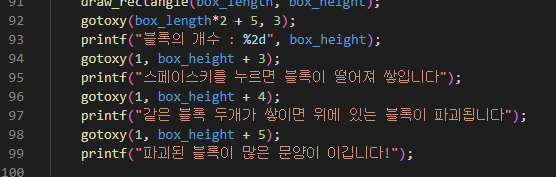 91 draw_rectangle(box_length, box_height);
92 gotoxy(box_length*2 + 5, 3);
93 printf("블록의 개수 : %2d", box_height);
94 gotoxy(1, box_height + 3);
95 printf("스페이스키를 누르면 블록이 떨어져 쌓입니다");
96 gotoxy(1, box_height + 4);
97 printf("같은 블록 두개가 쌓이면 위에 있는 블록이 파괴됩니다");
98 gotoxy(1, box_height + 5);
99 printf("파괴된 블록이 많은 문양이 이깁니다!");
100